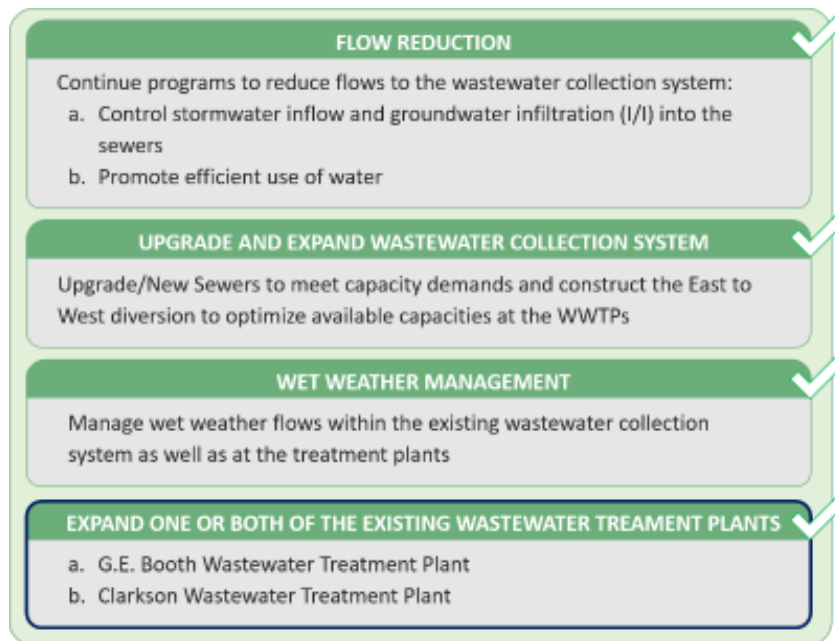 FLOW REDUCTION
Continue programs to reduce flows to the wastewater collection system:
a. Control stormwater inflow and groundwater infiltration (I/I) into the
sewers
b. Promote efficient use of water
UPGRADE AND EXPAND WASTEWATER COLLECTION SYSTEM
Upgrade/New Sewers to meet capacity demands and construct the East to
West diversion to optimize available capacities at the WWTPs
WET WEATHER MANAGEMENT
Manage wet weather flows within the existing wastewater collection
system as well as at the treatment plants
EXPAND ONE OR BOTH OF THE EXISTING WASTEWATER TREAMENT PLANTS
a. G.E. Booth Wastewater Treatment Plant
b. Clarkson Wastewater Treatment Plant